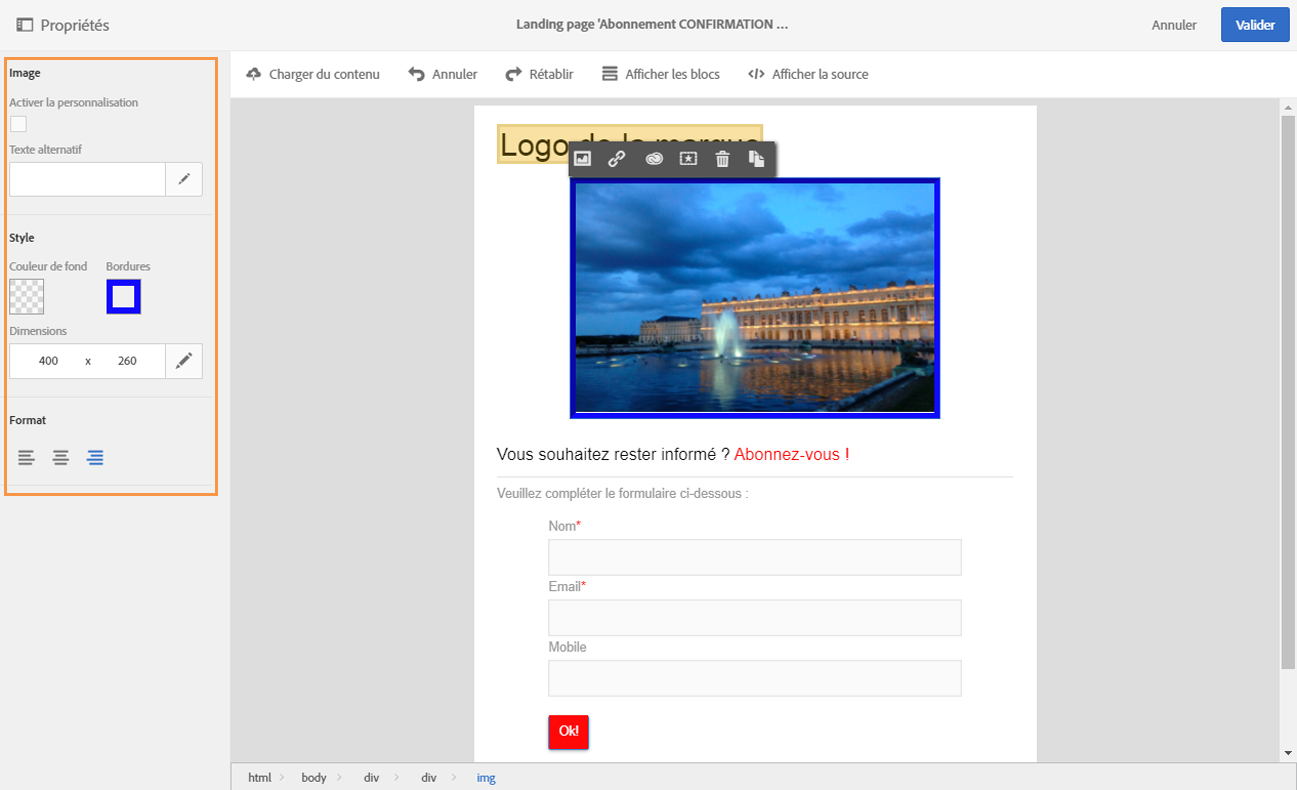 Propriétés
Landing page 'Abonnement CONFIRMATION ...
Annuler
Valider
Charger du contenu
Annuler
Rétablir
Afficher les blocs
</> Afficher la source
Image
Activer la personnalisation
Texte alternatif
Style
Couleur de fond
Bordures
Dimensions
400 x 260
Format
Logo de la marque
Vous souhaitez rester informé ? Abonnez-vous !
Veuillez compléter le formulaire ci-dessous :
Nom*
Email*
Mobile
Ok!
html
body
div
div
img